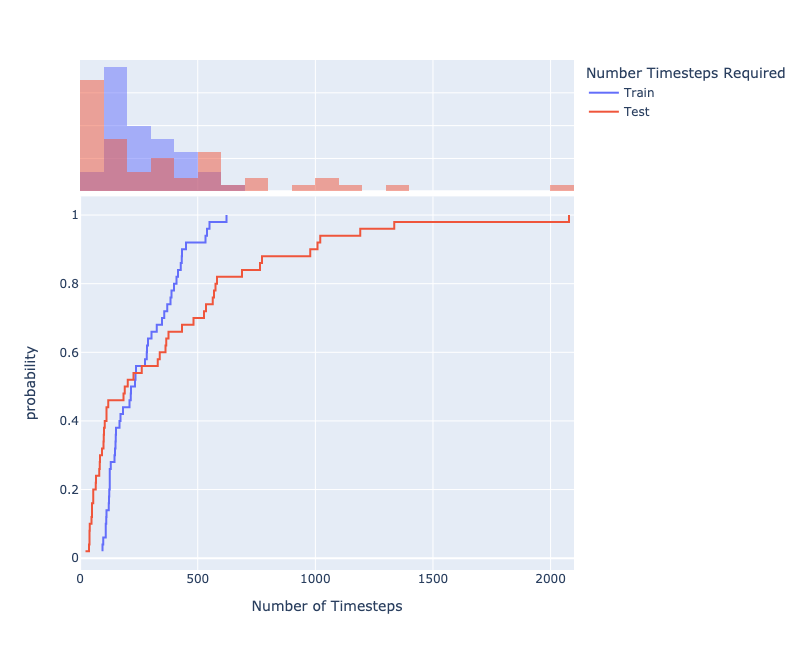 Number Timesteps Required
Train
Test
1
0.8
0.6
0.4
0.2
0
probability
0 500 1000 1500 2000
Number of Timesteps